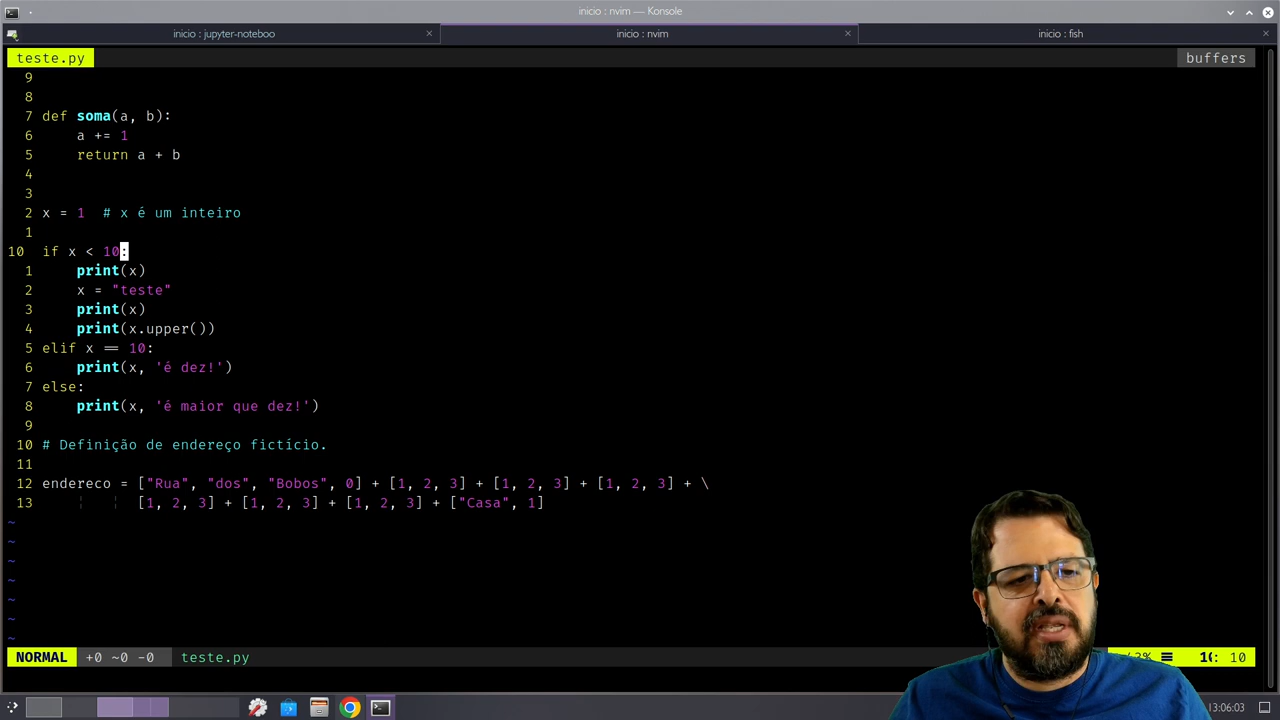 inicio : nvim — Konsole
inicio : jupyter-noteboo
inicio : nvim
inicio : fish
teste.py
buffers
9
8
7 def soma(a, b):
6     a += 1
5     return a + b
4
3
2 x = 1  # x é um inteiro
1
10 if x < 10:
1     print(x)
2     x = "teste"
3     print(x)
4     print(x.upper())
5 elif x == 10:
6     print(x, 'é dez!')
7 else:
8     print(x, 'é maior que dez!')
9
10 # Definição de endereço fictício.
11
12 endereco = ["Rua", "dos", "Bobos", 0] + [1, 2, 3] + [1, 2, 3] + [1, 2, 3] + \
13            [1, 2, 3] + [1, 2, 3] + [1, 2, 3] + ["Casa", 1]
~
~
~
~
~
~
~
NORMAL +0 ~0 -0 teste.py : 10
13:06:03